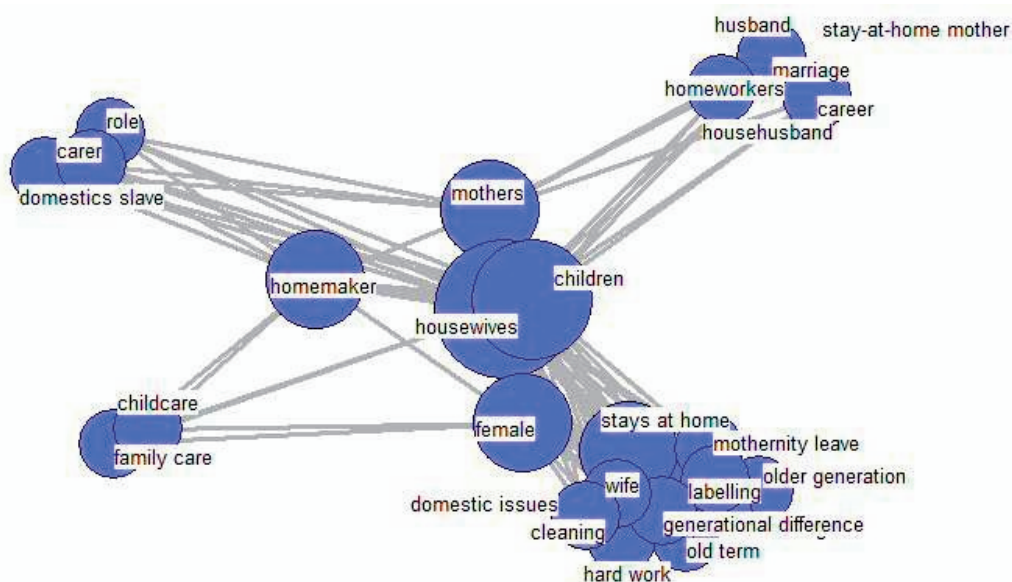 husband
stay-at-home mother
marriage
homeworkers
career
househusband
role
carer
domestics slave
mothers
homemaker
children
housewives
childcare
family care
female
stays at home
mothernity leave
older generation
wife
labelling
domestic issues
cleaning
generational difference
old term
hard work